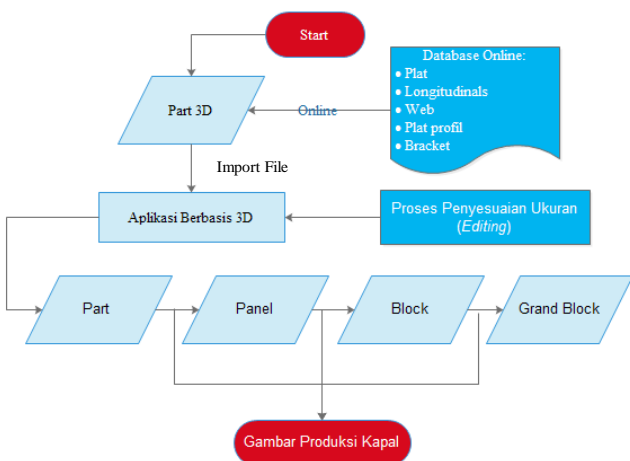 Start
Database Online:
• Plat
• Longitudinals
• Web
• Plat profil
• Bracket
Part 3D
Online
Import File
Aplikasi Berbasis 3D
Proses Penyesuaian Ukuran
(Editing)
Part
Panel
Block
Grand Block
Gambar Produksi Kapal